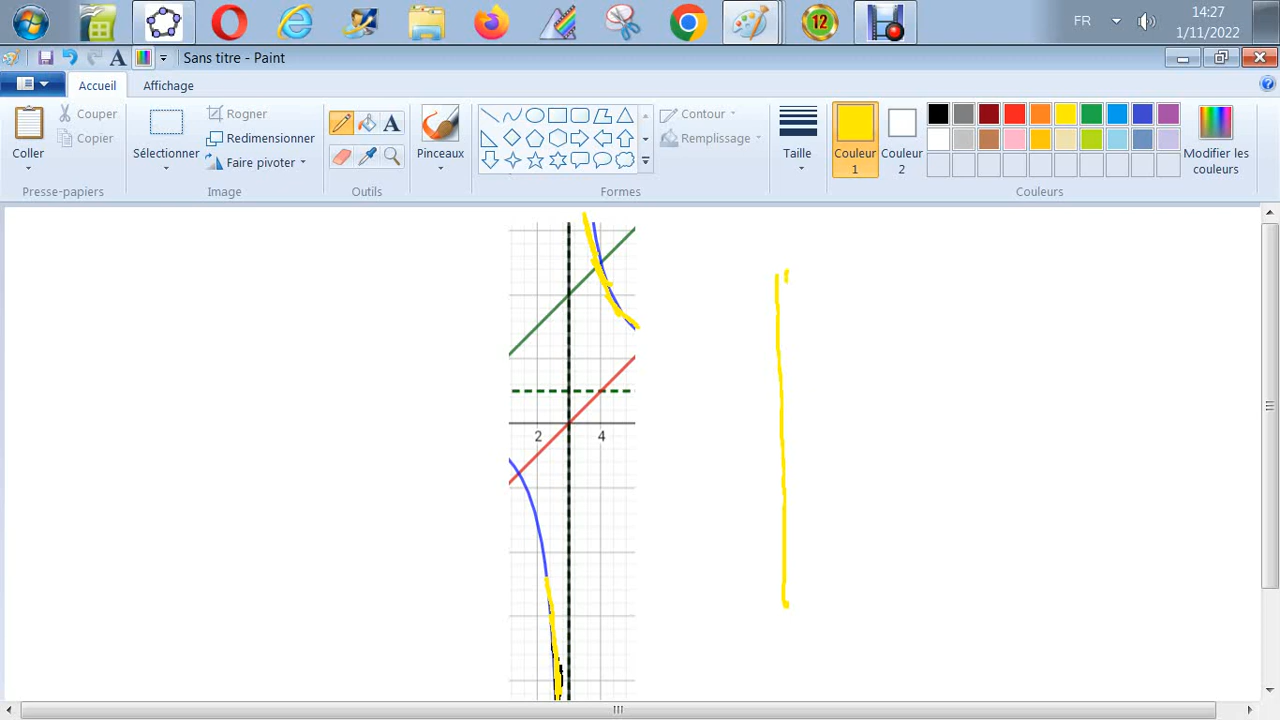 12
FR
14:27
1/11/2022
Sans titre - Paint
Accueil
Affichage
Couper
Copier
Coller
Presse-papiers
Sélectionner
Rogner
Redimensionner
Faire pivoter
Image
A
Outils
Pinceaux
Contour
Remplissage
Formes
Taille
Couleur 1
Couleur 2
Modifier les couleurs
Couleurs
2
4